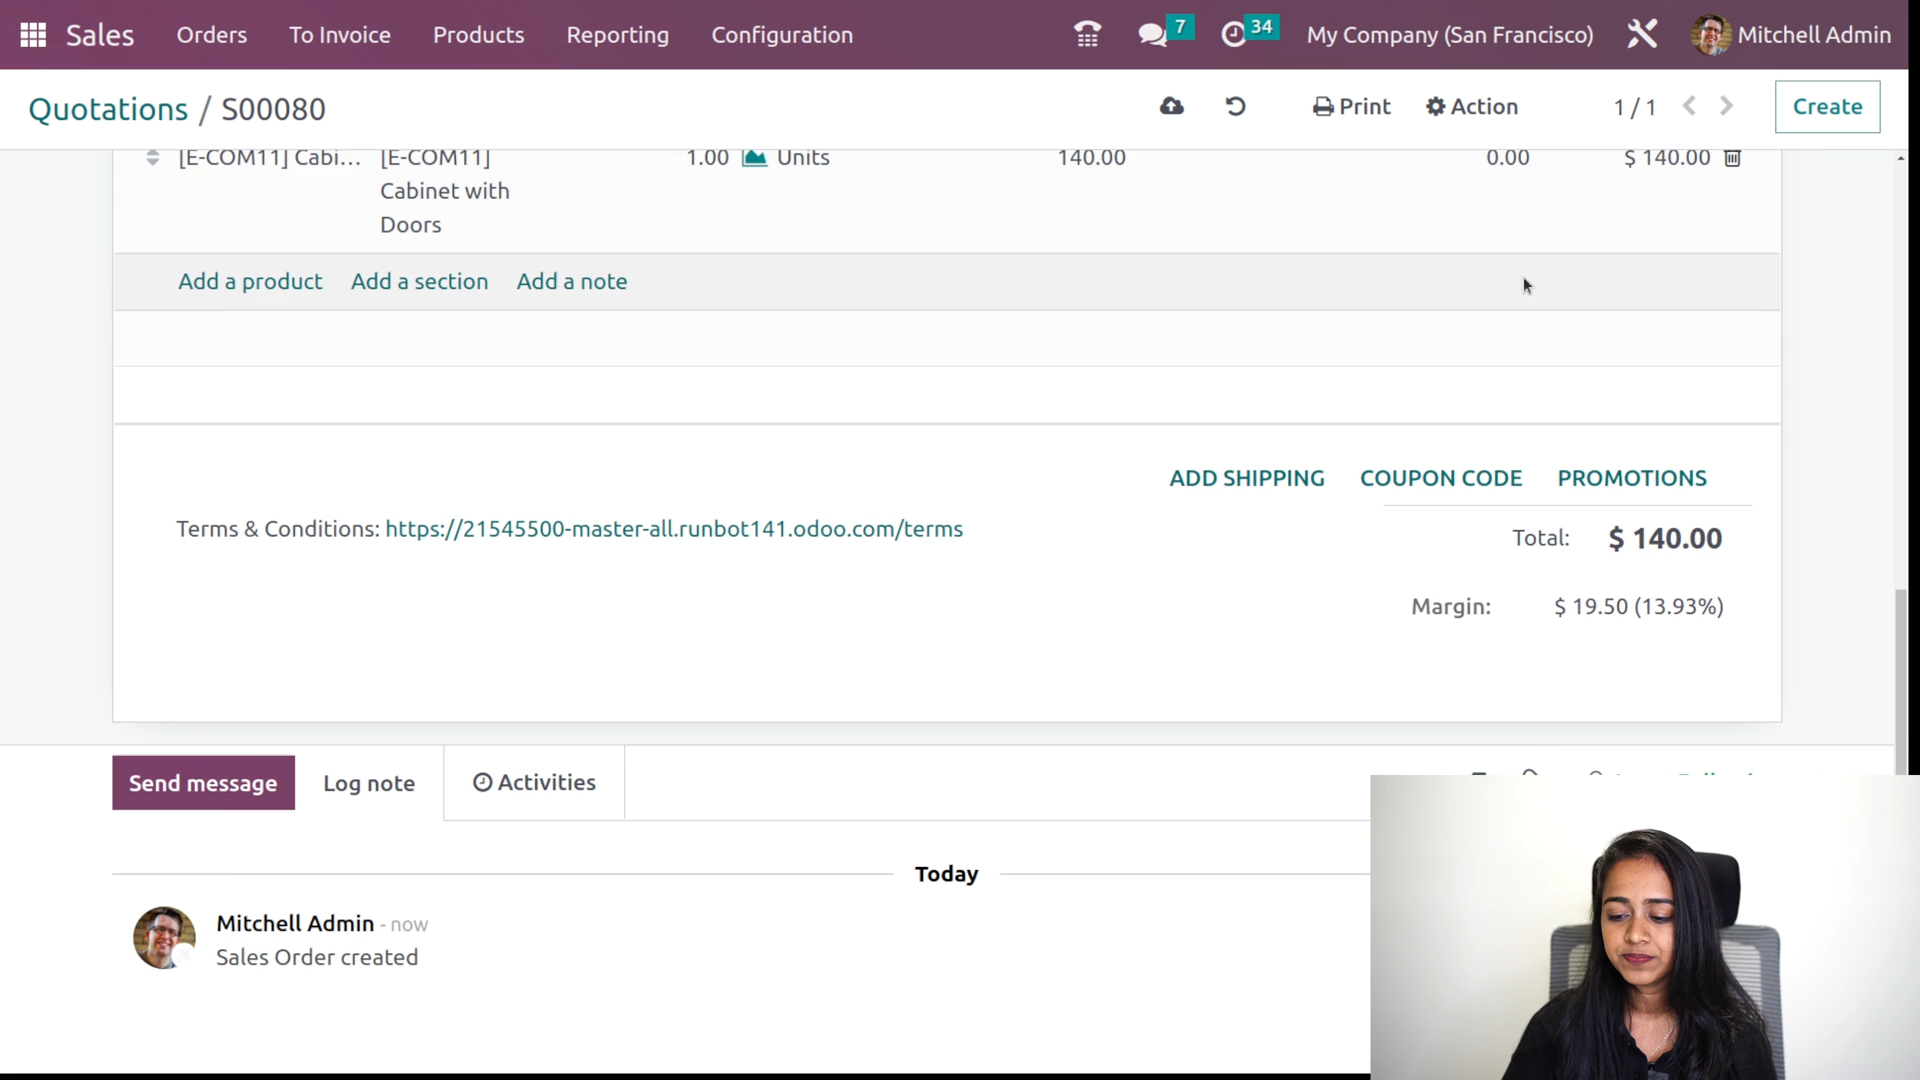 Sales Orders To Invoice Products Reporting Configuration 7 34 My Company (San Francisco) Mitchell Admin
Quotations / S00080 Print Action 1 / 1 Create
[E-COM11] Cabi... [E-COM11] 1.00 Units 140.00 0.00 $ 140.00
Cabinet with
Doors
Add a product Add a section Add a note
ADD SHIPPING COUPON CODE PROMOTIONS
Terms & Conditions: https://21545500-master-all.runbot141.odoo.com/terms
Total: $ 140.00
Margin: $ 19.50 (13.93%)
Send message Log note Activities
Today
Mitchell Admin - now
Sales Order created